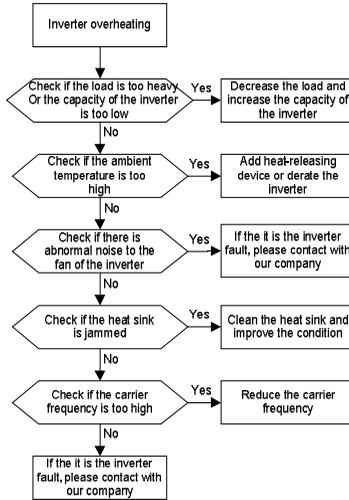 Inverter overheating
Check if the load is too heavy
Or the capacity of the inverter
is too low
Yes
Decrease the load and
increase the capacity of
the inverter
No
Check if the ambient
temperature is too
high
Yes
Add heat-releasing
device or derate the
inverter
No
Check if there is
abnormal noise to the
fan of the inverter
Yes
If the it is the inverter
fault, please contact with
our company
No
Check if the heat sink
is jammed
Yes
Clean the heat sink and
improve the condition
No
Check if the carrier
frequency is too high
Yes
Reduce the carrier
frequency
No
If the it is the inverter
fault, please contact with
our company